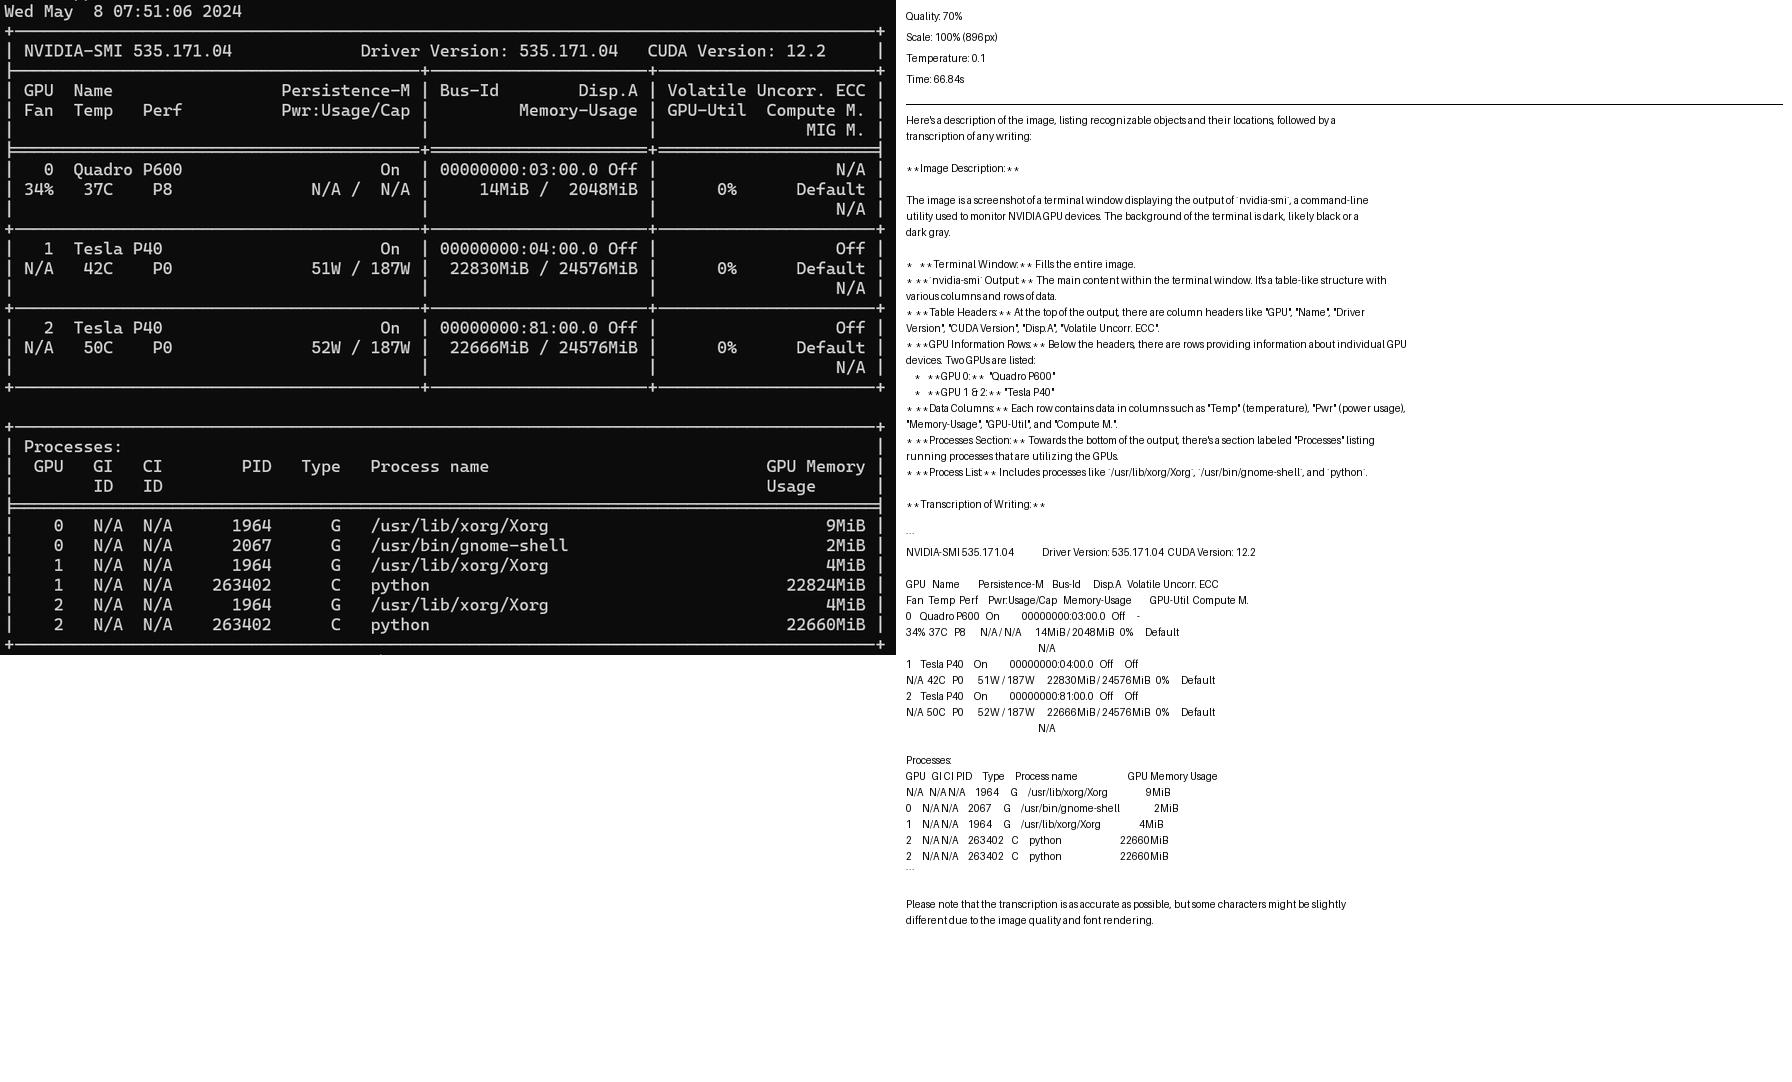 Wed May  8 07:51:06 2024
NVIDIA-SMI 535.171.04    Driver Version: 535.171.04    CUDA Version: 12.2
GPU  Name    Persistence-M | Bus-Id    Disp.A | Volatile Uncorr. ECC
Fan  Temp  Perf    Pwr:Usage/Cap | Memory-Usage | GPU-Util  Compute M.
MIG M.
0  Quadro P600    On | 00000000:03:00.0 Off | N/A
34%  37C  P8    N/A /  N/A | 14MiB /  2048MiB | 0%    Default
N/A
1  Tesla P40    On | 00000000:04:00.0 Off | Off
N/A  42C  P0    51W / 187W | 22830MiB / 24576MiB | 0%    Default
N/A
2  Tesla P40    On | 00000000:81:00.0 Off | Off
N/A  50C  P0    52W / 187W | 22666MiB / 24576MiB | 0%    Default
N/A
Processes:
GPU  GI  CI    PID  Type  Process name    GPU Memory
ID  ID    Usage
0  N/A  N/A  1964  G  /usr/lib/xorg/Xorg  9MiB
0  N/A  N/A  2067  G  /usr/bin/gnome-shell  2MiB
1  N/A  N/A  1964  G  /usr/lib/xorg/Xorg  4MiB
1  N/A  N/A  263402  C  python  22824MiB
2  N/A  N/A  1964  G  /usr/lib/xorg/Xorg  4MiB
2  N/A  N/A  263402  C  python  22660MiB
Quality: 70%
Scale: 100% (896px)
Temperature: 0.1
Time: 66.84s
Here's a description of the image, listing recognizable objects and their locations, followed by a
transcription of any writing:
**Image Description:**
The image is a screenshot of a terminal window displaying the output of `nvidia-smi`, a command-line
utility used to monitor NVIDIA GPU devices. The background of the terminal is dark, likely black or a
dark gray.
*   **Terminal Window:** Fills the entire image.
*   **`nvidia-smi` Output:** The main content within the terminal window. It's a table-like structure with
various columns and rows of data.
*   **Table Headers:** At the top of the output, there are column headers like "GPU", "Name", "Driver
Version", "CUDA Version", "Disp.A", "Volatile Uncorr. ECC".
*   **GPU Information Rows:** Below the headers, there are rows providing information about individual GPU
devices. Two GPUs are listed:
*   **GPU 0:** "Quadro P600"
*   **GPU 1 & 2:** "Tesla P40"
*   **Data Columns:** Each row contains data in columns such as "Temp" (temperature), "Pwr" (power usage),
"Memory-Usage", "GPU-Util", and "Compute M.".
*   **Processes Section:** Towards the bottom of the output, there's a section labeled "Processes" listing
running processes that are utilizing the GPUs.
*   **Process List:** Includes processes like `/usr/lib/xorg/Xorg`, `/usr/bin/gnome-shell`, and `python`.
**Transcription of Writing:**
```
NVIDIA-SMI 535.171.04    Driver Version: 535.171.04  CUDA Version: 12.2
GPU  Name    Persistence-M  Bus-Id    Disp.A  Volatile Uncorr. ECC
Fan  Temp  Perf  Pwr:Usage/Cap  Memory-Usage    GPU-Util  Compute M.
0  Quadro P600  On    00000000:03:00.0  Off  -
34%  37C  P8  N/A / N/A  14MiB / 2048MiB  0%  Default
N/A
1  Tesla P40  On    00000000:04:00.0  Off  Off
N/A  42C  P0  51W / 187W  22830MiB / 24576MiB  0%  Default
2  Tesla P40  On    00000000:81:00.0  Off  Off
N/A  50C  P0  52W / 187W  22666MiB / 24576MiB  0%  Default
N/A
Processes:
GPU  GI CI PID  Type  Process name    GPU Memory Usage
N/A  N/A N/A  1964  G  /usr/lib/xorg/Xorg  9MiB
0  N/A N/A  2067  G  /usr/bin/gnome-shell  2MiB
1  N/A N/A  1964  G  /usr/lib/xorg/Xorg  4MiB
2  N/A N/A  263402  C  python  22660MiB
2  N/A N/A  263402  C  python  22660MiB
```
Please note that the transcription is as accurate as possible, but some characters might be slightly
different due to the image quality and font rendering.